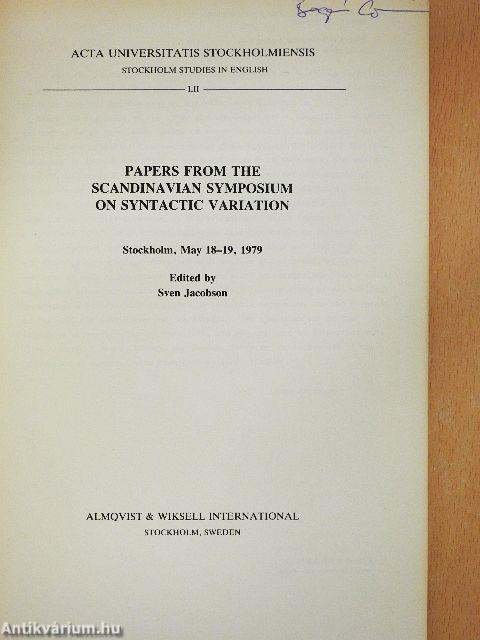 ACTA UNIVERSITATIS STOCKHOLMIENSIS
STOCKHOLM STUDIES IN ENGLISH
LII
PAPERS FROM THE
SCANDINAVIAN SYMPOSIUM
ON SYNTACTIC VARIATION
Stockholm, May 18–19, 1979
Edited by
Sven Jacobson
ALMQVIST & WIKSELL INTERNATIONAL
STOCKHOLM, SWEDEN
Antikvárium.hu